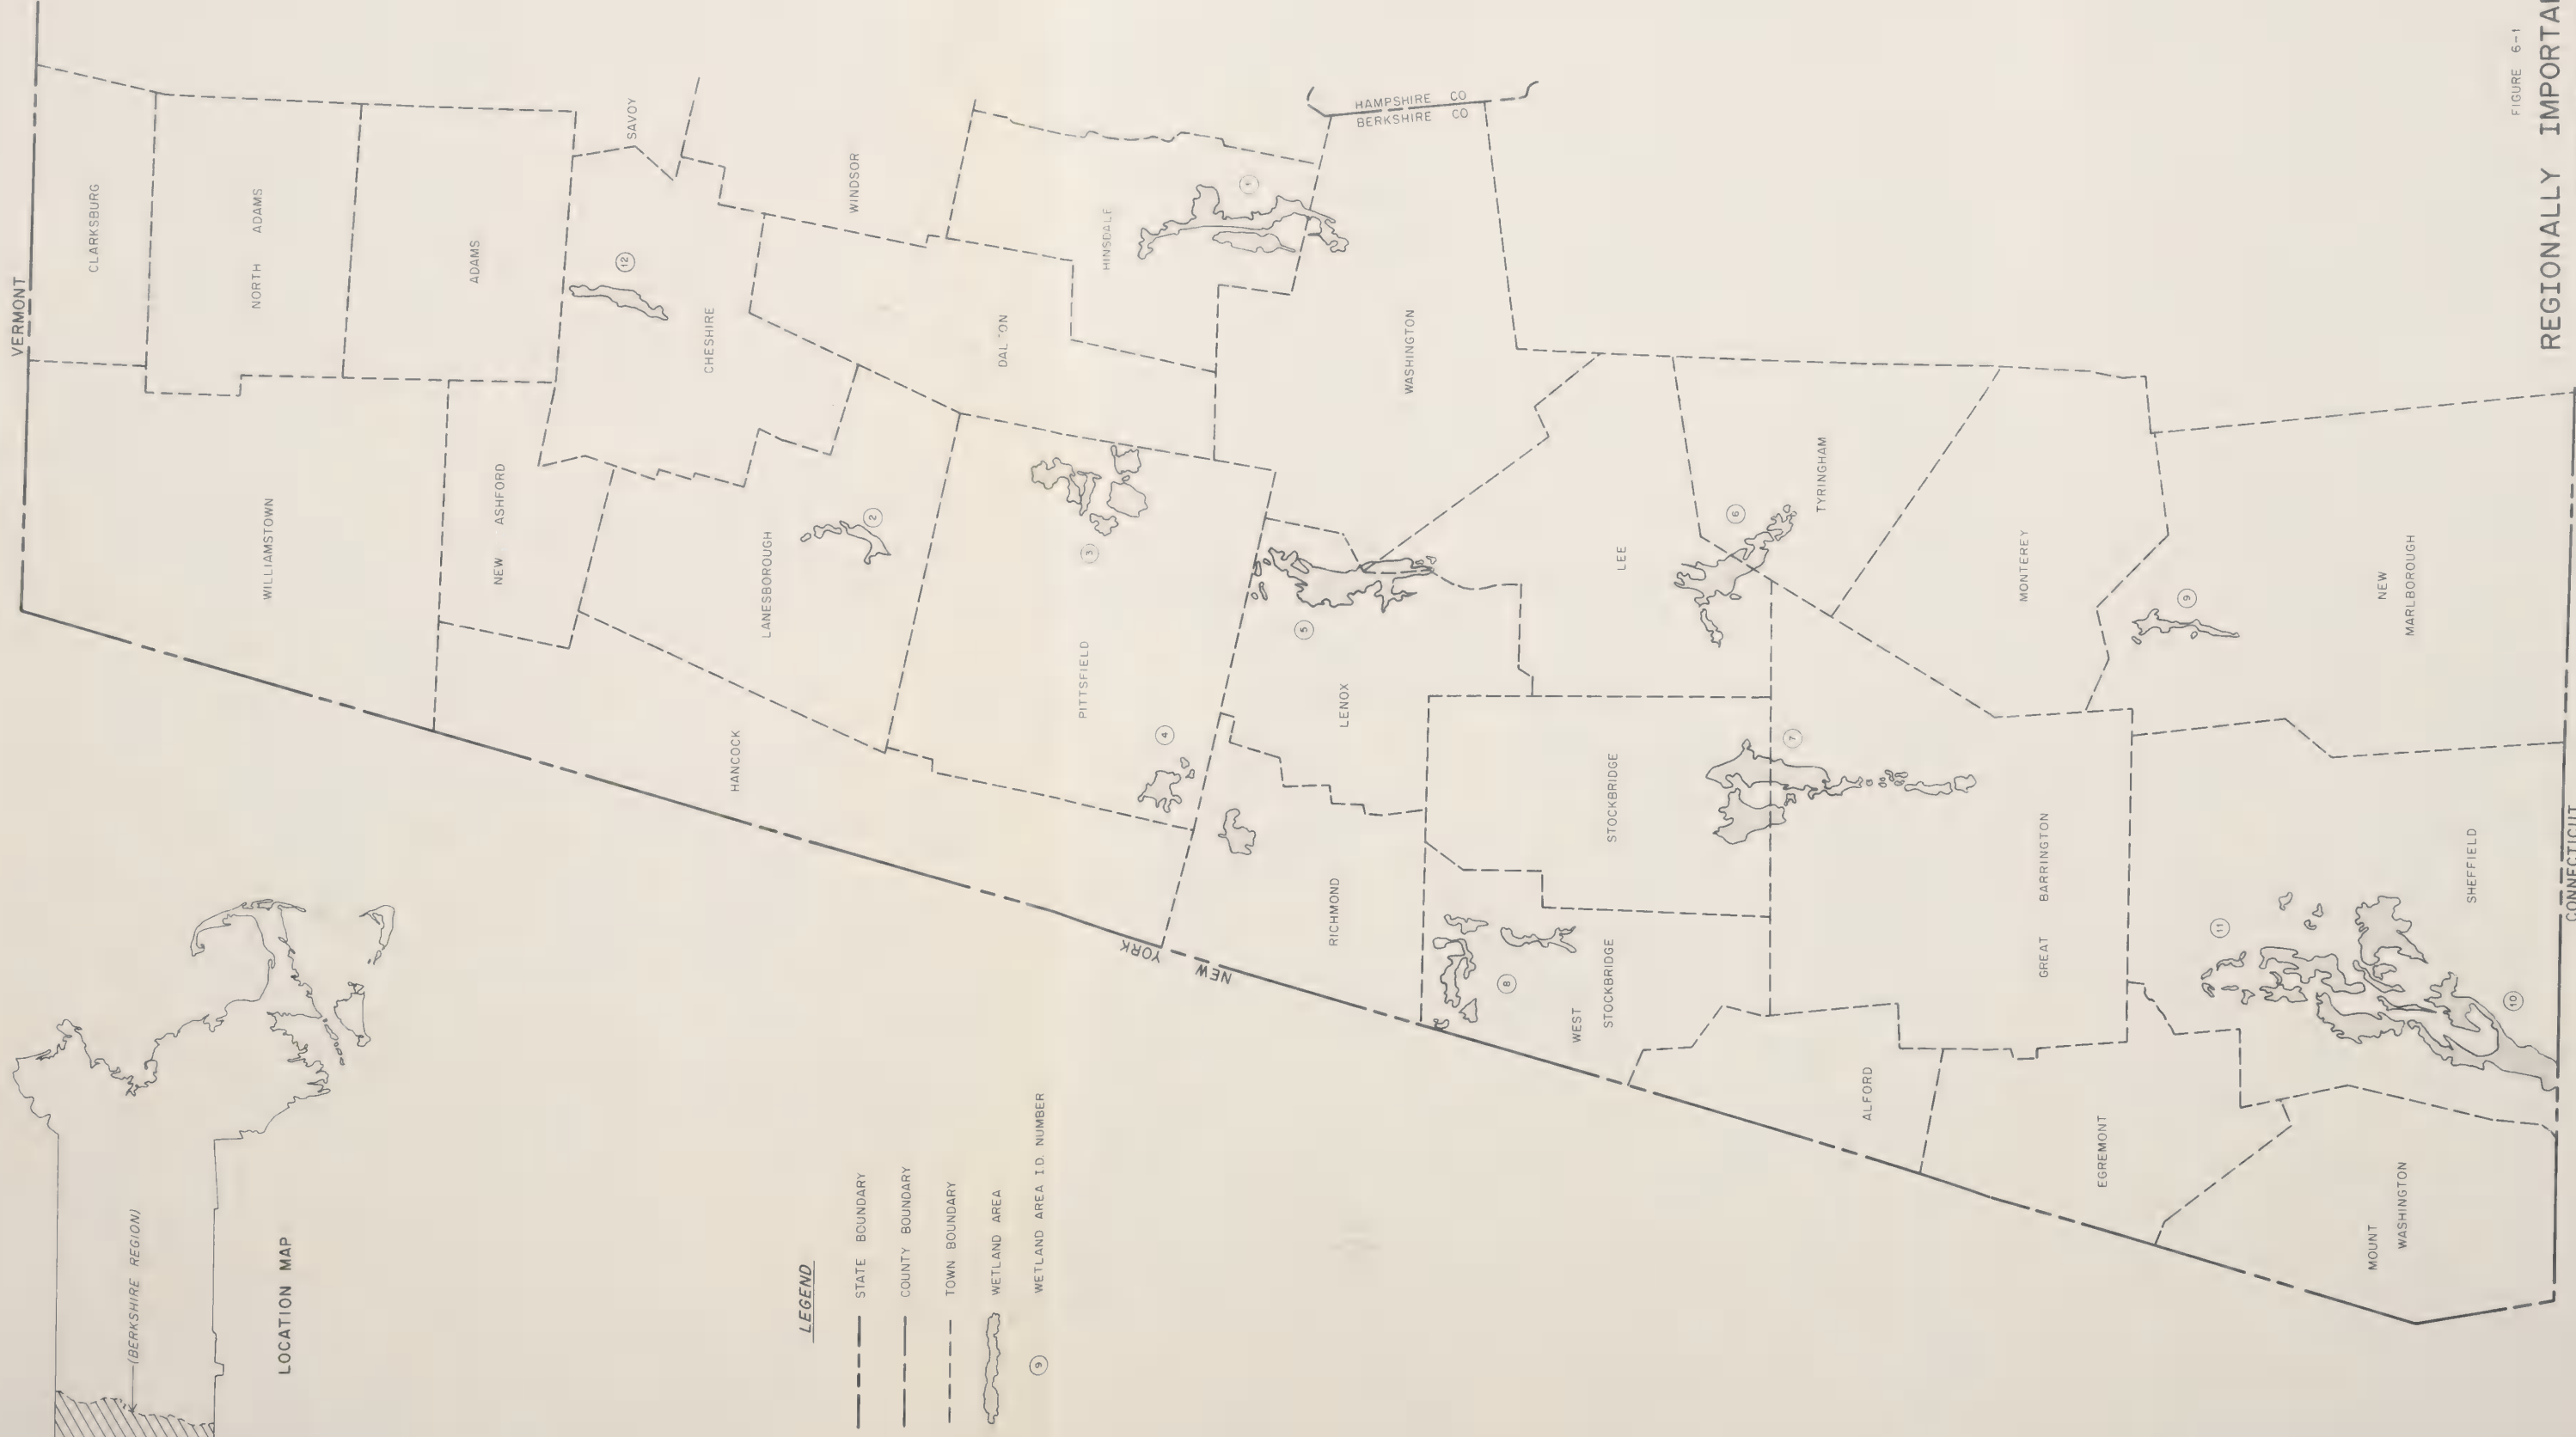 VERMONT
CLARKSBURG
NORTH ADAMS
ADAMS
SAVOY
WINDSOR
12
CHESHIRE
WILLIAMSTOWN
NEW ASHFORD
LANESBOROUGH
2
HANCOCK
DALTON
HINSDALE
1
HAMPSHIRE CO
BERKSHIRE CO
WASHINGTON
PITTSFIELD
3
4
5
LENOX
RICHMOND
LEE
6
TYRINGHAM
MONTEREY
STOCKBRIDGE
7
8
WEST
STOCKBRIDGE
NEW YORK
ALFORD
GREAT BARRINGTON
EGREMONT
9
NEW
MARLBOROUGH
11
10
SHEFFIELD
MOUNT
WASHINGTON
CONNECTICUT
(BERKSHIRE REGION)
LOCATION MAP
LEGEND
STATE BOUNDARY
COUNTY BOUNDARY
TOWN BOUNDARY
WETLAND AREA
9 WETLAND AREA I.D. NUMBER
FIGURE 6-1
REGIONALLY